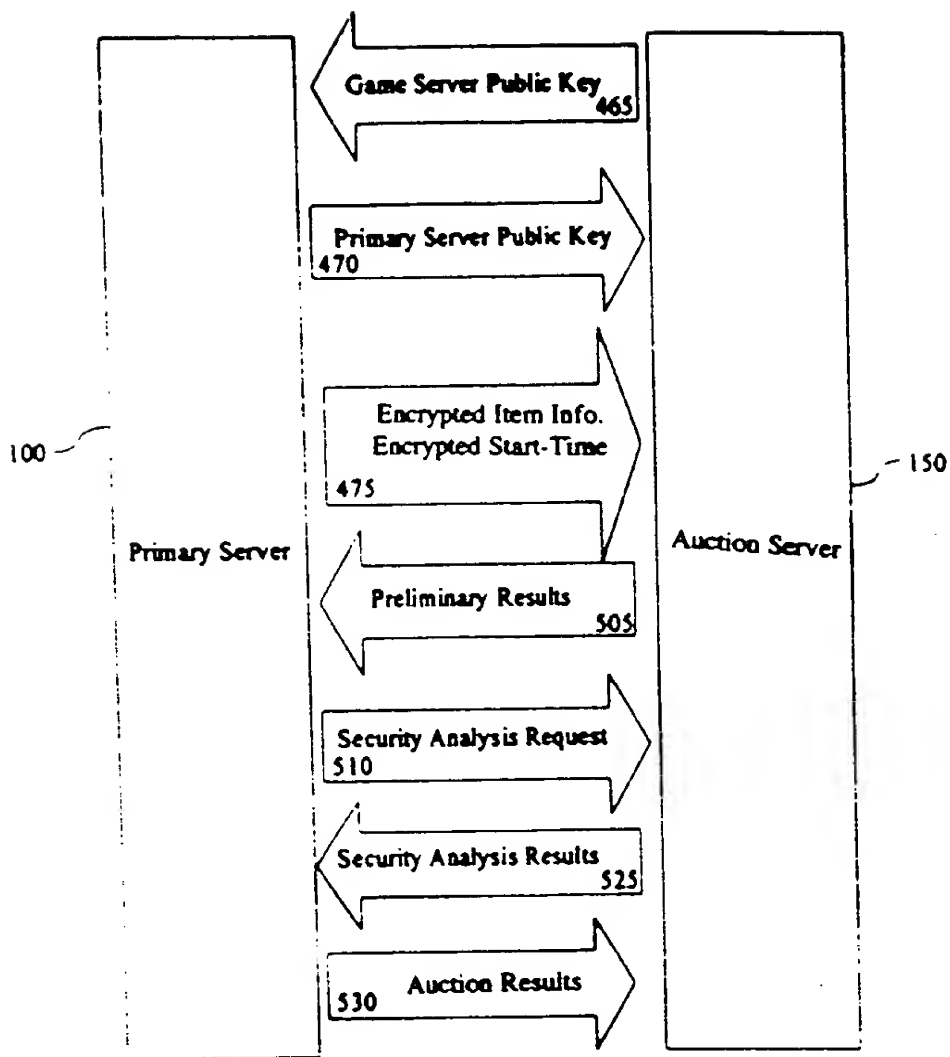 Game Server Public Key
465
Primary Server Public Key
470
Encrypted Item Info.
Encrypted Start-Time
475
100
150
Primary Server
Auction Server
Preliminary Results
505
Security Analysis Request
510
Security Analysis Results
525
Auction Results
530